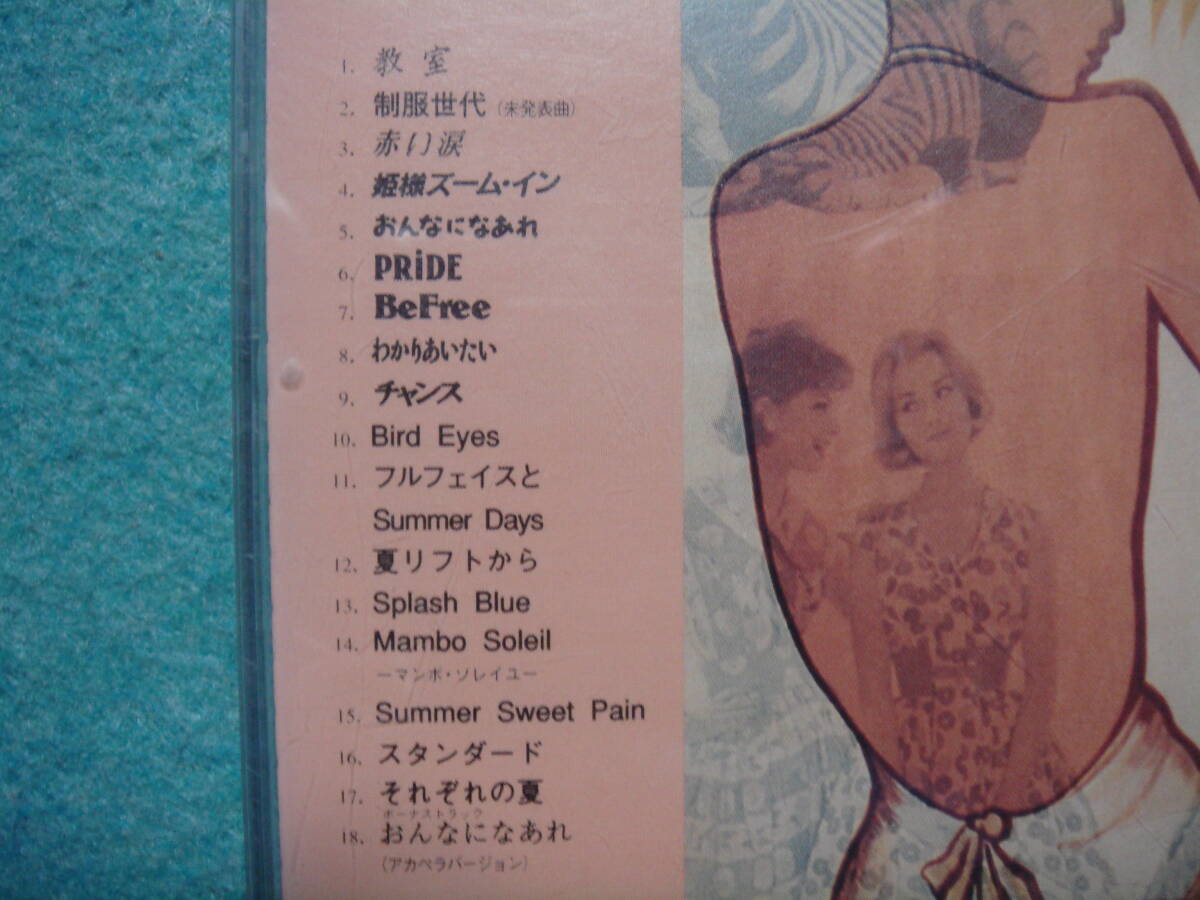 1. 教室
2. 制服世代(未発表曲)
3. 赤い涙
4. 姫様ズーム・イン
5. おんなになあれ
6. PRiDE
7. BeFree
8. わかりあいたい
9. チャンス
10. Bird Eyes
11. フルフェイスと
Summer Days
12. 夏リフトから
13. Splash Blue
14. Mambo Soleil
ーマンボ・ソレイユー
15. Summer Sweet Pain
16. スタンダード
17. それぞれの夏
ボーナストラック
18. おんなになあれ
(アカペラバージョン)